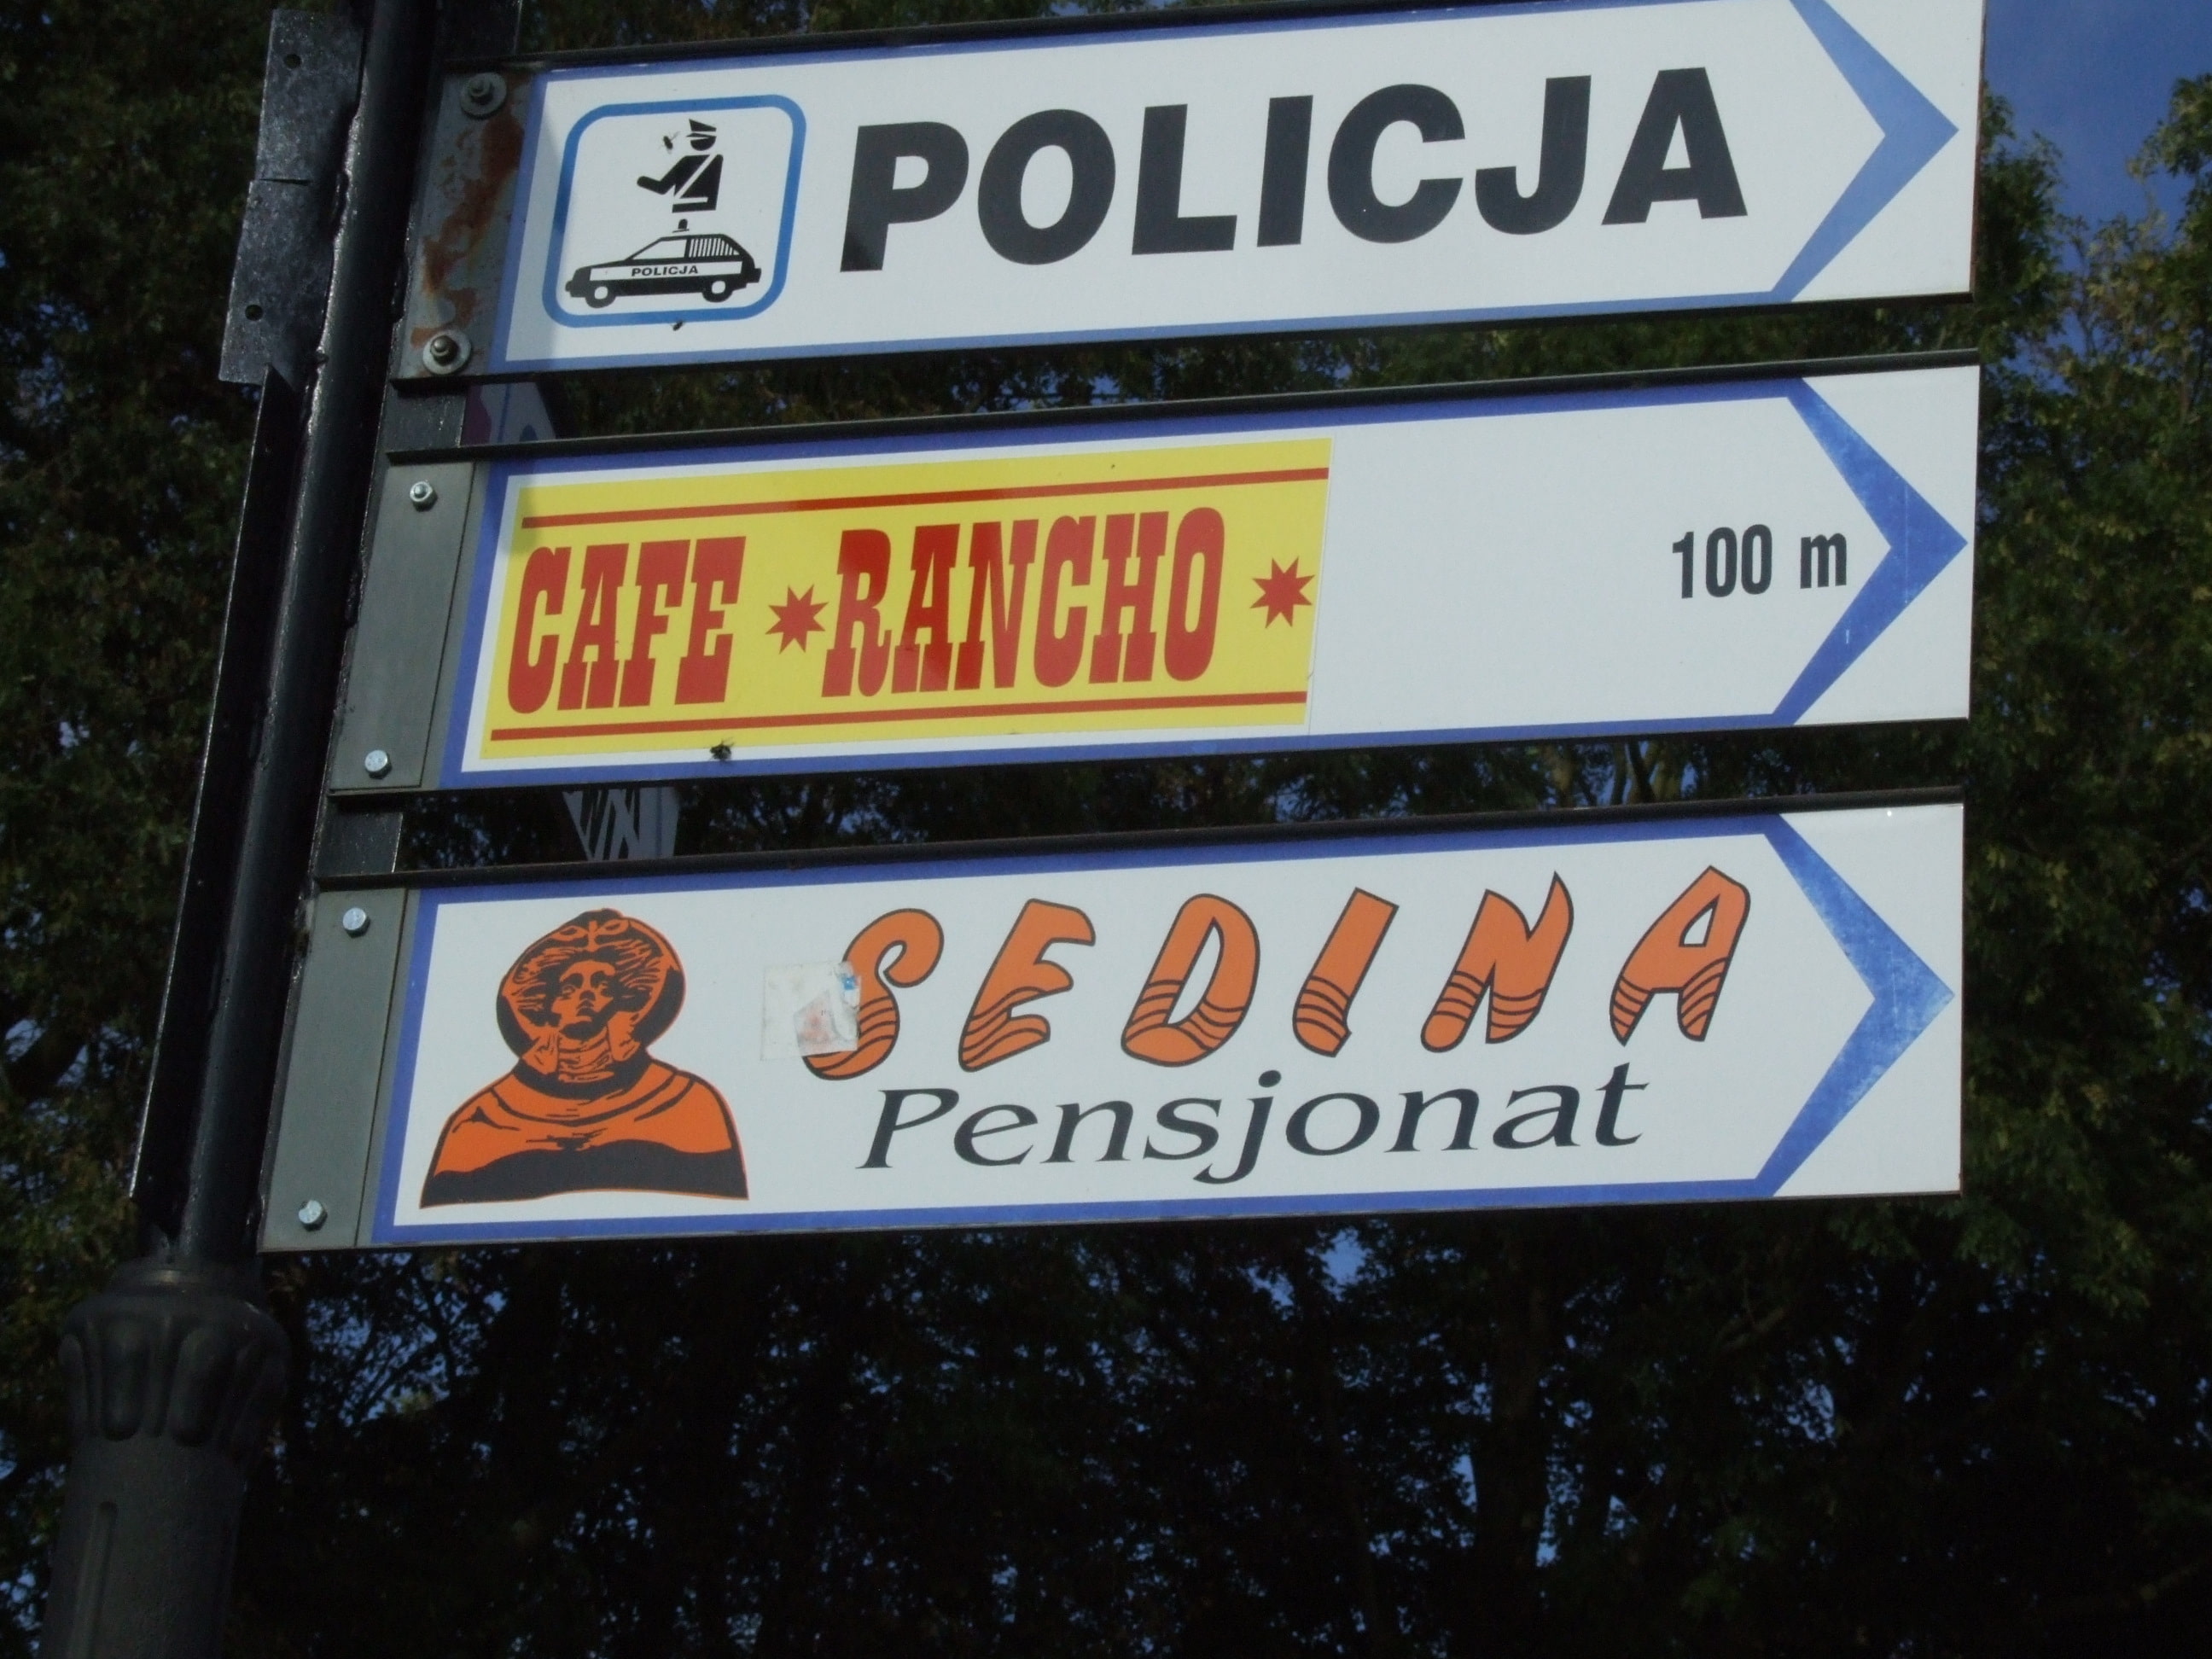 POLICJA
POLICJA
CAFE RANCHO
100 m
SEDINA
Pensjonat